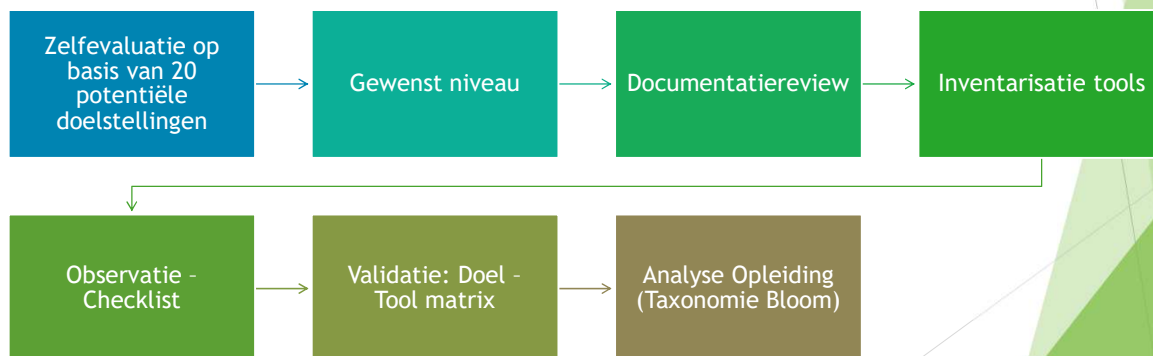 Zelfevaluatie op
basis van 20
potentiële
doelstellingen
Gewenst niveau
Documentatiereview
Inventarisatie tools
Observatie –
Checklist
Validatie: Doel –
Tool matrix
Analyse Opleiding
(Taxonomie Bloom)